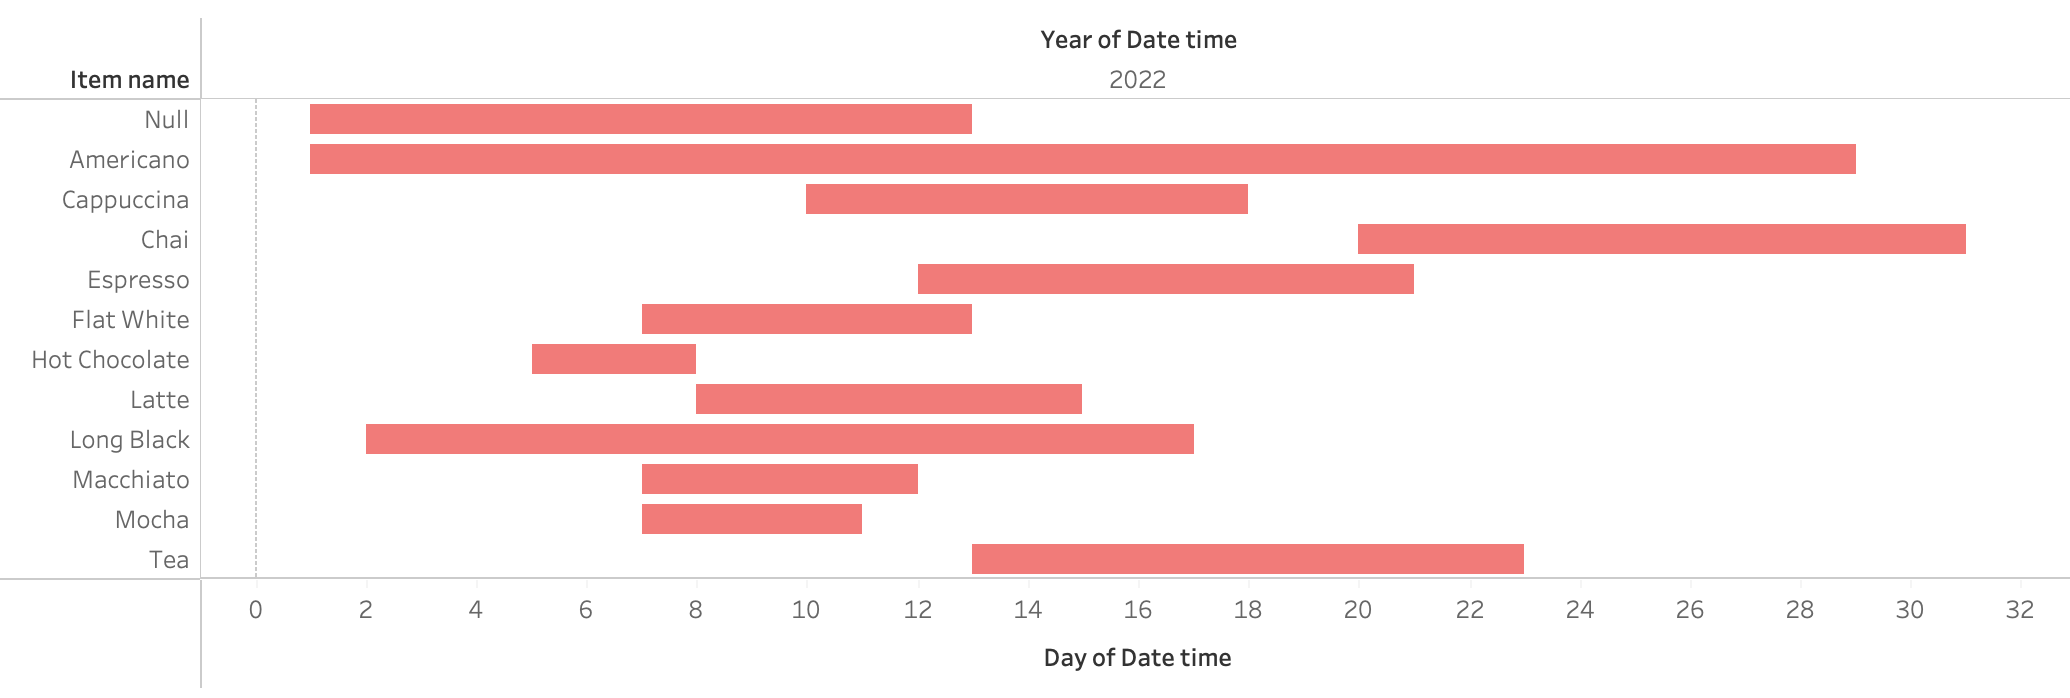 Year of Date time
Item name
2022
Null
Americano
Cappuccina
Chai
Espresso
Flat White
Hot Chocolate
Latte
Long Black
Macchiato
Mocha
Tea
0 2 4 6 8 10 12 14 16 18 20 22 24 26 28 30 32
Day of Date time